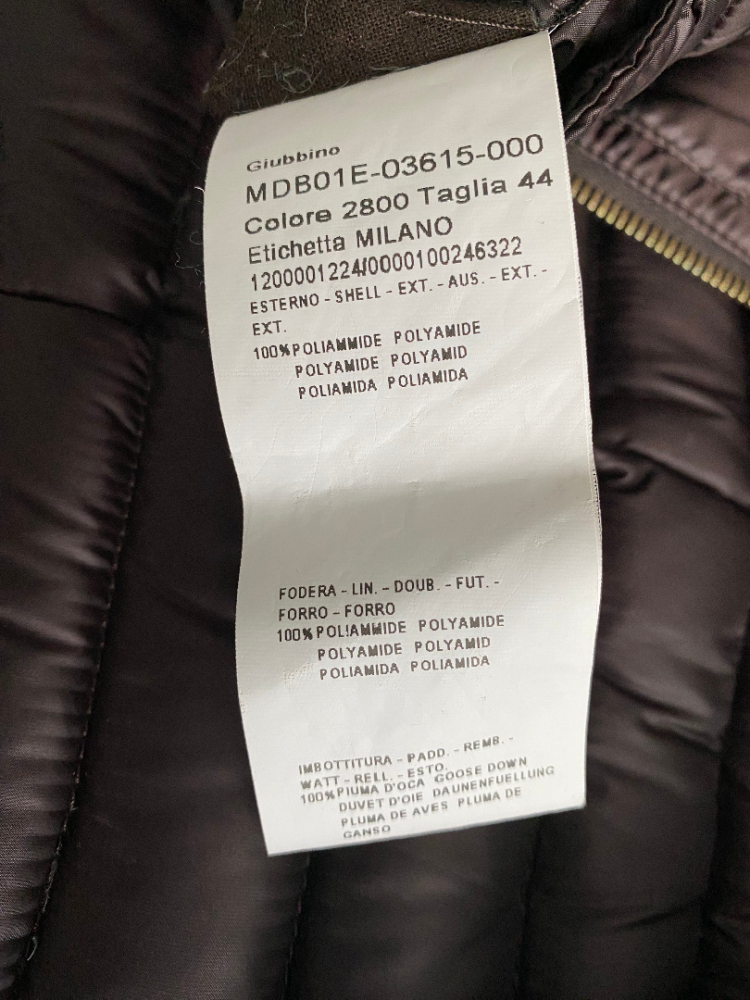 Giubbino
MDB01E-03615-000
Colore 2800 Taglia 44
Etichetta MILANO
1200001224/0000100246322
ESTERNO - SHELL - EXT. - AUS. - EXT. -
EXT.
100%POLIAMMIDE POLYAMIDE
POLYAMIDE POLYAMID
POLIAMIDA POLIAMIDA
FODERA - LIN. - DOUB. - FUT. -
FORRO - FORRO
100%POLIAMMIDE POLYAMIDE
POLYAMIDE POLYAMID
POLIAMIDA POLIAMIDA
IMBOTTITURA - PADD. - REMB. -
WATT - RELL. - ESTO.
100%PIUMA D'OCA GOOSE DOWN
DUVET D'OIE DAUNENFUELLUNG
PLUMA DE AVES PLUMA DE
GANSO